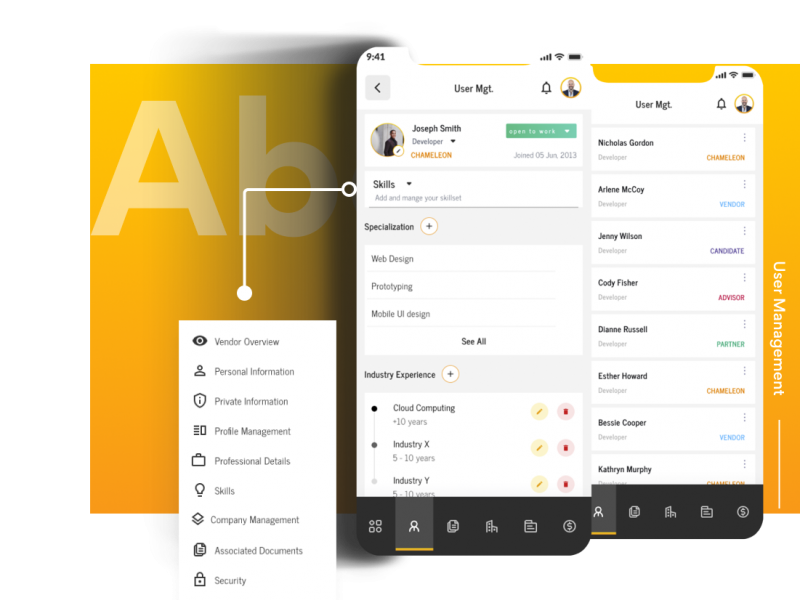 Ab
9:41
User Mgt.
Joseph Smith
Developer
CHAMELEON
open to work
Joined 05 Jun. 2013
Skills
Add and mange your skillset
Specialization
Web Design
Prototyping
Mobile UI design
See All
Industry Experience
Cloud Computing
+10 years
Industry X
5 - 10 years
Industry Y
5 - 10 years
User Mgt.
Nicholas Gordon
Developer
CHAMELEON
Arlene McCoy
Developer
VENDOR
Jenny Wilson
Developer
CANDIDATE
Cody Fisher
Developer
ADVISOR
Dianne Russell
Developer
PARTNER
Esther Howard
Developer
CHAMELEON
Bessie Cooper
Developer
VENDOR
Kathryn Murphy
Developer
CHAMELEON
User Management
Vendor Overview
Personal Information
Private Information
Profile Management
Professional Details
Skills
Company Management
Associated Documents
Security